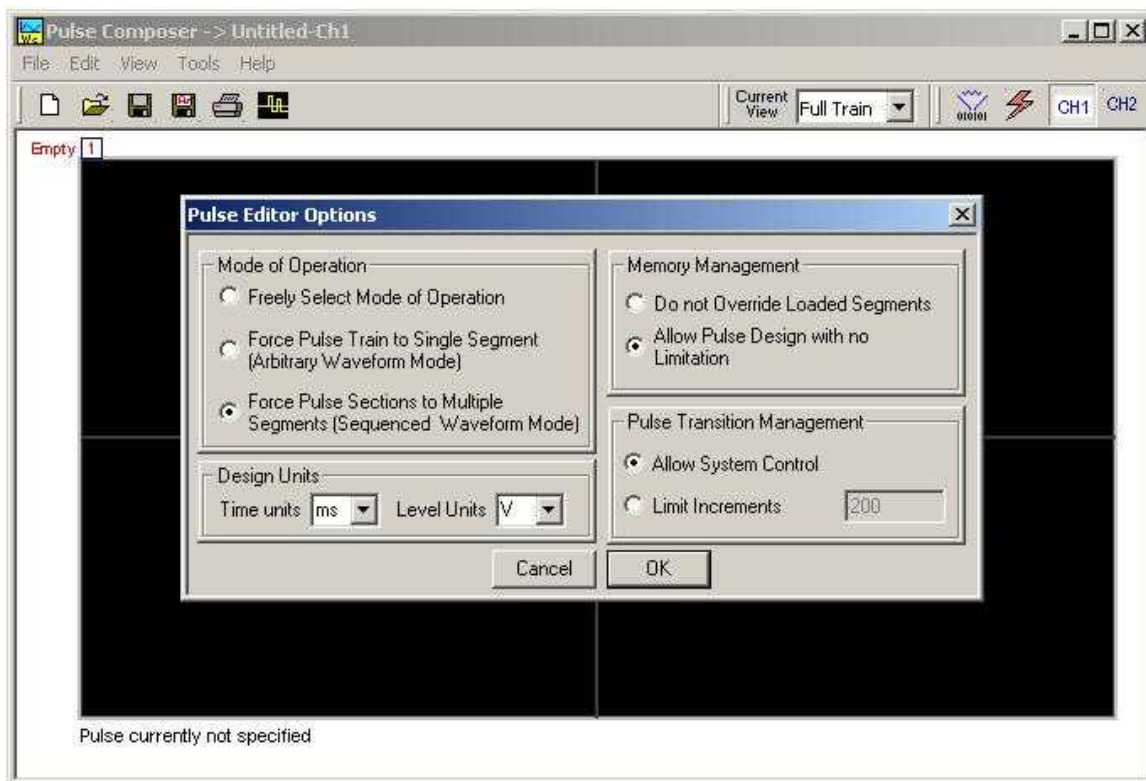 Pulse Composer -> Untitled-Ch1
File Edit View Tools Help
Current View Full Train CH1 CH2
010101
Empty 1
Pulse Editor Options
Mode of Operation
Freely Select Mode of Operation
Force Pulse Train to Single Segment
(Arbitrary Waveform Mode)
Force Pulse Sections to Multiple
Segments (Sequenced Waveform Mode)
Design Units
Time units ms Level Units V
Memory Management
Do not Override Loaded Segments
Allow Pulse Design with no
Limitation
Pulse Transition Management
Allow System Control
Limit Increments 200
Cancel OK
Pulse currently not specified